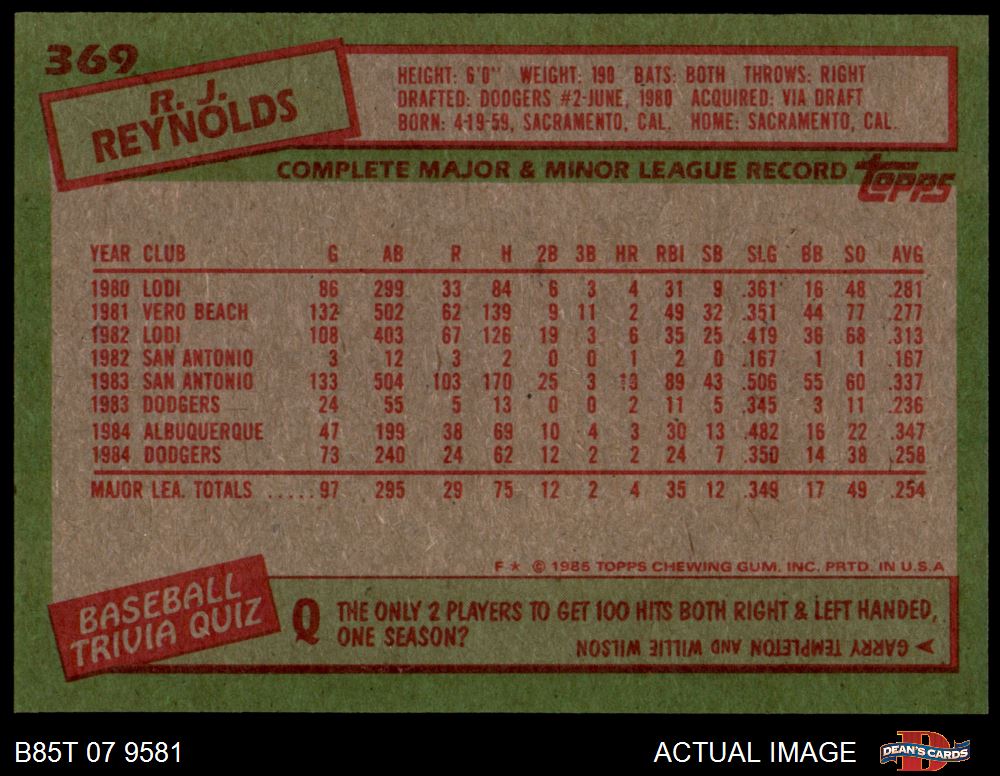 369
R. J.
REYNOLDS
HEIGHT: 6'0" WEIGHT: 190 BATS: BOTH THROWS: RIGHT
DRAFTED: DODGERS #2-JUNE, 1980 ACQUIRED: VIA DRAFT
BORN: 4-19-59, SACRAMENTO, CAL. HOME: SACRAMENTO, CAL.
COMPLETE MAJOR & MINOR LEAGUE RECORD topps
YEAR CLUB G AB R H 2B 3B HR RBI SB SLG BB SO AVG
1980 LODI 86 299 33 84 6 3 4 31 9 .361 16 48 .281
1981 VERO BEACH 132 502 62 139 9 11 2 49 32 .351 44 77 .277
1982 LODI 108 403 67 126 19 3 6 35 25 .419 36 68 .313
1982 SAN ANTONIO 3 12 3 2 0 0 1 2 0 .167 1 1 .167
1983 SAN ANTONIO 133 504 103 170 25 3 18 89 43 .506 55 60 .337
1983 DODGERS 24 55 5 13 0 0 2 11 5 .345 3 11 .236
1984 ALBUQUERQUE 47 199 38 69 10 4 3 30 13 .482 16 22 .347
1984 DODGERS 73 240 24 62 12 2 2 24 7 .350 14 38 .258
MAJOR LEA. TOTALS .....97 295 29 75 12 2 4 35 12 .349 17 49 .254
F★ © 1985 TOPPS CHEWING GUM, INC. PRTD. IN U.S.A
BASEBALL
TRIVIA QUIZ
Q THE ONLY 2 PLAYERS TO GET 100 HITS BOTH RIGHT & LEFT HANDED,
ONE SEASON?
GARRY TEMPLETON AND WILLIE WILSON
B85T 07 9581
ACTUAL IMAGE
DEAN'S CARDS